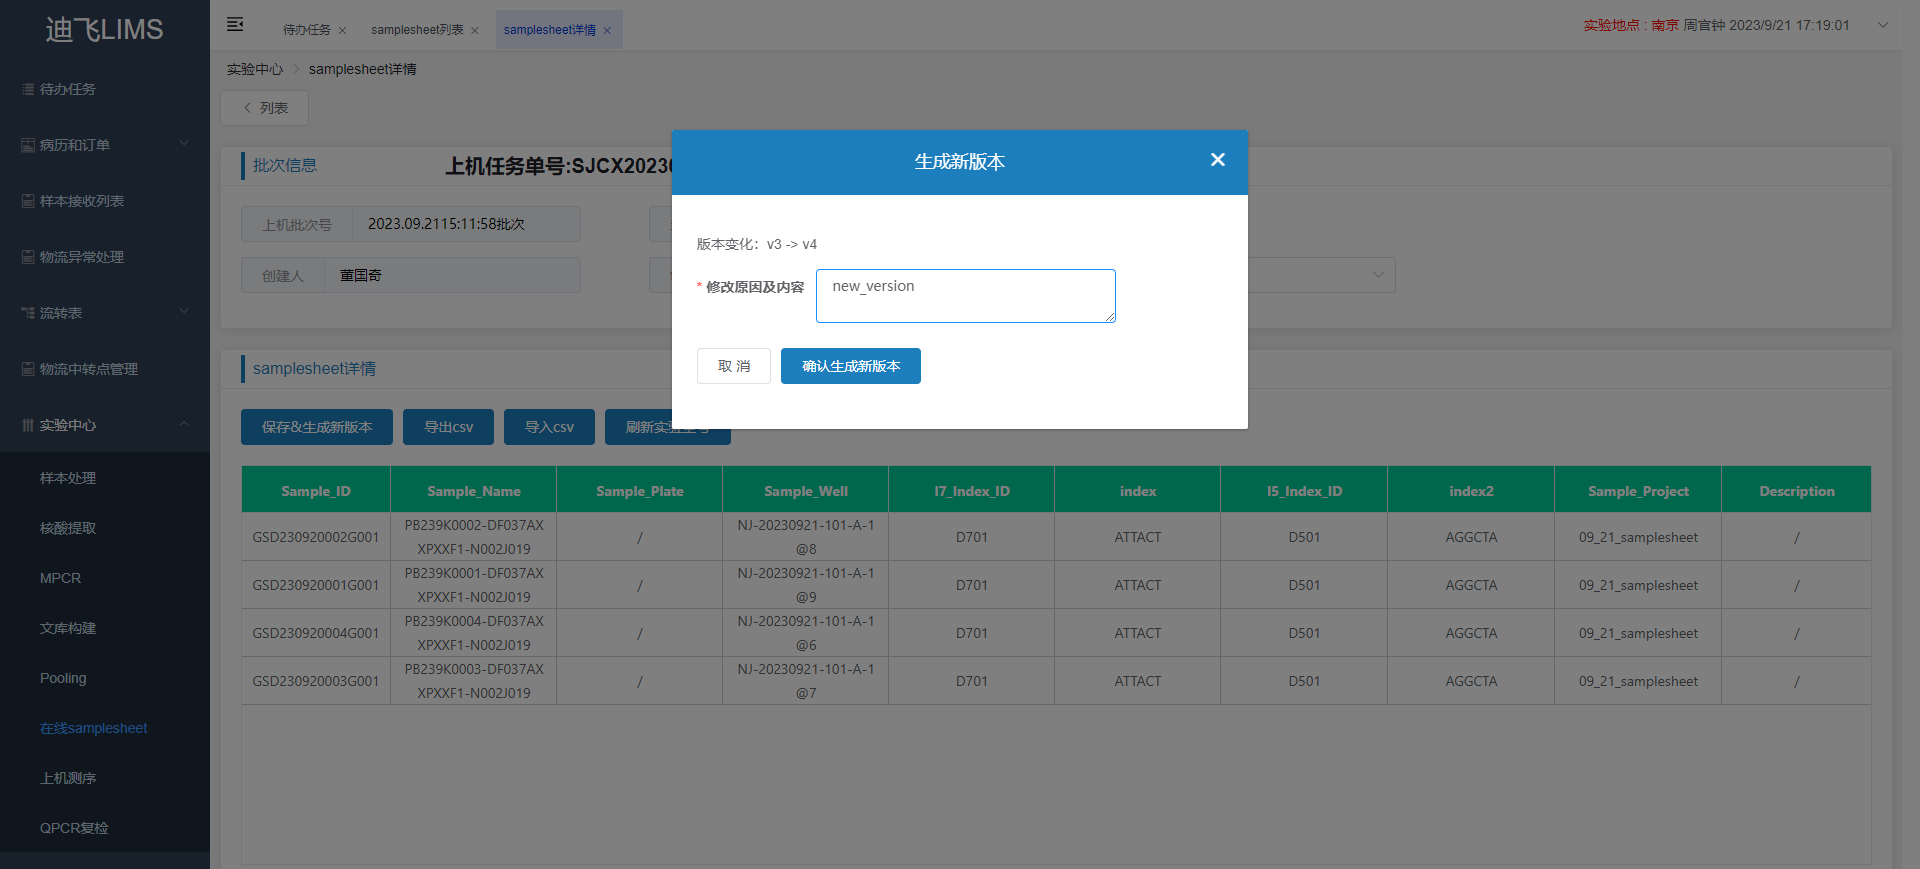 迪飞LIMS
待办任务
病历和订单
样本接收列表
物流异常处理
流转表
物流中转点管理
实验中心
样本处理
核酸提取
MPCR
文库构建
Pooling
在线samplesheet
上机测序
QPCR复检
待办任务
samplesheet列表
samplesheet详情
实验地点 : 南京 周官钟 2023/9/21 17:19:01
实验中心 samplesheet详情
列表
批次信息 上机任务单号:SJCX2023
上机批次号 2023.09.2115:11:58批次
创建人 董国奇
生成新版本
版本变化：v3 -> v4
* 修改原因及内容 new_version
取 消 确认生成新版本
samplesheet详情
保存&生成新版本 导出csv 导入csv 刷新实验
Sample_ID Sample_Name Sample_Plate Sample_Well I7_Index_ID index I5_Index_ID index2 Sample_Project Description
GSD230920002G001 PB239K0002-DF037AXXPXXF1-N002J019 / NJ-20230921-101-A-1@8 D701 ATTACT D501 AGGCTA 09_21_samplesheet /
GSD230920001G001 PB239K0001-DF037AXXPXXF1-N002J019 / NJ-20230921-101-A-1@9 D701 ATTACT D501 AGGCTA 09_21_samplesheet /
GSD230920004G001 PB239K0004-DF037AXXPXXF1-N002J019 / NJ-20230921-101-A-1@6 D701 ATTACT D501 AGGCTA 09_21_samplesheet /
GSD230920003G001 PB239K0003-DF037AXXPXXF1-N002J019 / NJ-20230921-101-A-1@7 D701 ATTACT D501 AGGCTA 09_21_samplesheet /